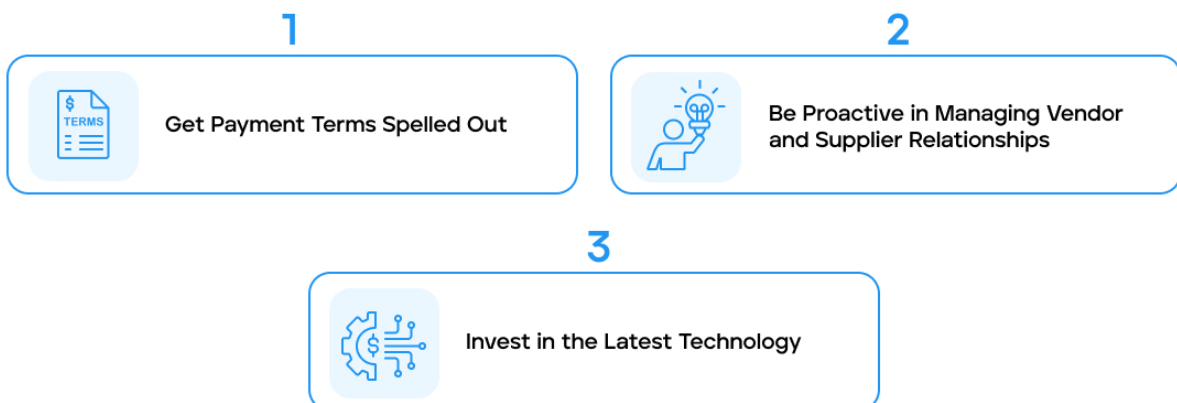 1
$
TERMS
Get Payment Terms Spelled Out
2
Be Proactive in Managing Vendor
and Supplier Relationships
3
$
Invest in the Latest Technology